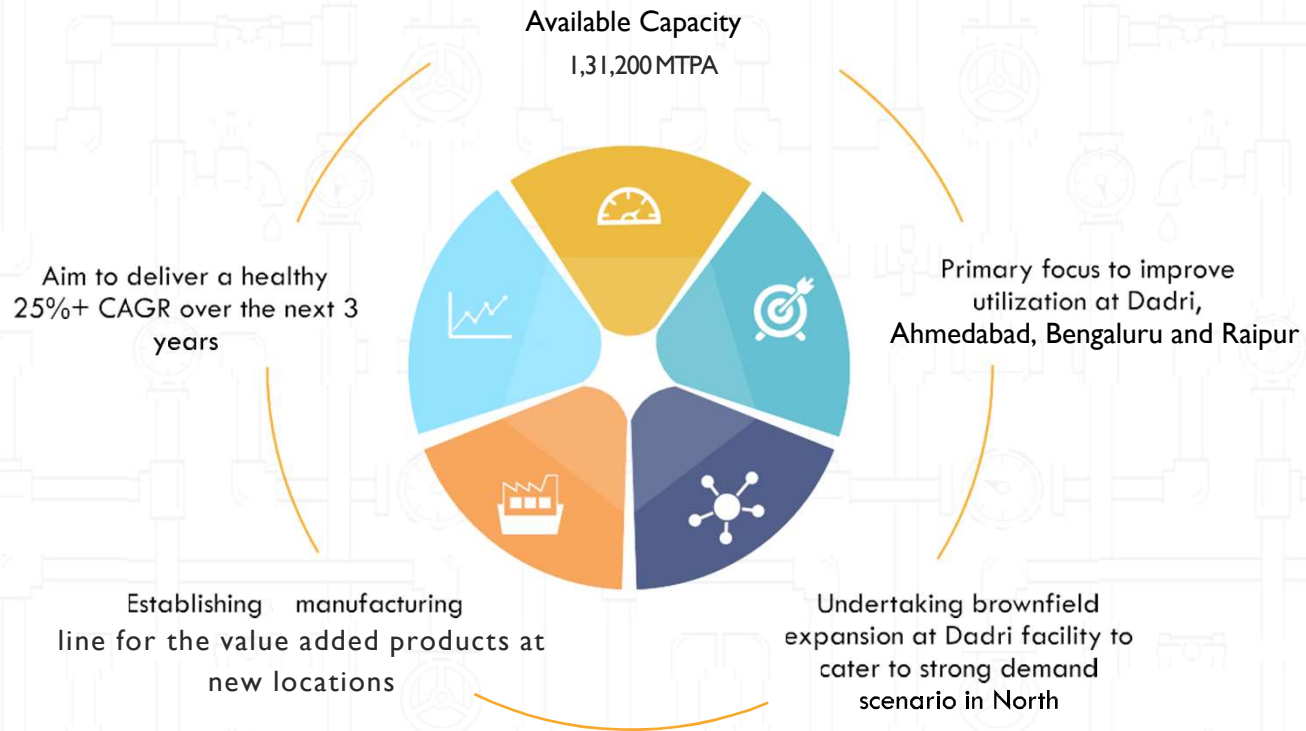 Available Capacity
1,31,200 MTPA
Aim to deliver a healthy
25%+ CAGR over the next 3
years
Primary focus to improve
utilization at Dadri,
Ahmedabad, Bengaluru and Raipur
Establishing manufacturing
line for the value added products at
new locations
Undertaking brownfield
expansion at Dadri facility to
cater to strong demand
scenario in North